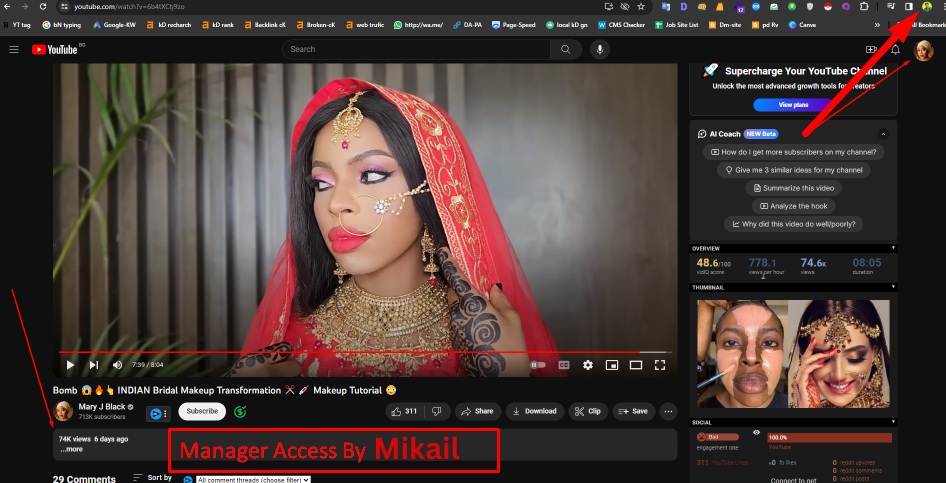 youtube.com/watch?v=6b4tXCtj9zo
YT tag bN typing Google-KW kD recharch kD rank Backlink cK Broken-cK web trufic http://wa.me/ DA-PA Page-Speed local kD gn CMS Checker Job Site List Dm-site pd Rv Canva » All Bookmark
YouTube BD
Search
Supercharge Your YouTube Channel
Unlock the most advanced growth tools for creators
View plans
AI Coach NEW Beta
How do I get more subscribers on my channel?
Give me 3 similar ideas for my channel
Summarize this video
Analyze the hook
Why did this video do well/poorly?
OVERVIEW
48.6/100 778.1 74.6K 08:05
vidIQ score views per hour views duration
THUMBNAIL
7:39 / 8:04
CC
Bomb 😱🔥👆 INDIAN Bridal Makeup Transformation ✂️💉 Makeup Tutorial 😳
Mary J Black
713K subscribers
Subscribe
311 Share Download Clip Save ...
74K views 6 days ago
...more
Manager Access By Mikail
29 Comments Sort by All comment threads (choose filter)
SOCIAL
Bad 100.0%
engagement rate YouTube
311 YouTube Likes 0 fb likes 0 reddit upvotes
0 reddit comments
0 reddit posts
Connect to get